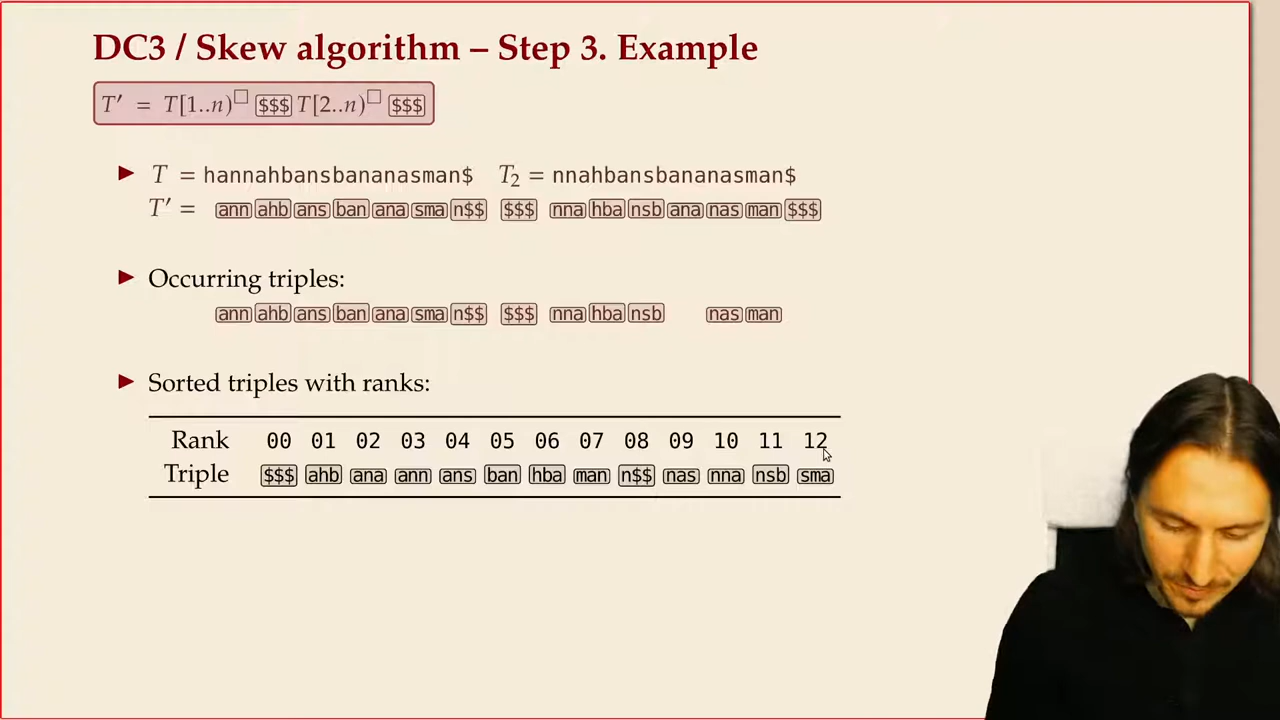 DC3 / Skew algorithm – Step 3. Example
T′ = T[1..n)□ $$$ T[2..n)□ $$$
▶ T = hannahbansbananasman$ T₂ = nnahbansbananasman$
T′ = ann ahb ans ban ana sma n$$ $$$ nna hba nsb ana nas man $$$
▶ Occurring triples:
ann ahb ans ban ana sma n$$ $$$ nna hba nsb nas man
▶ Sorted triples with ranks:
Rank 00 01 02 03 04 05 06 07 08 09 10 11 12
Triple $$$ ahb ana ann ans ban hba man n$$ nas nna nsb sma